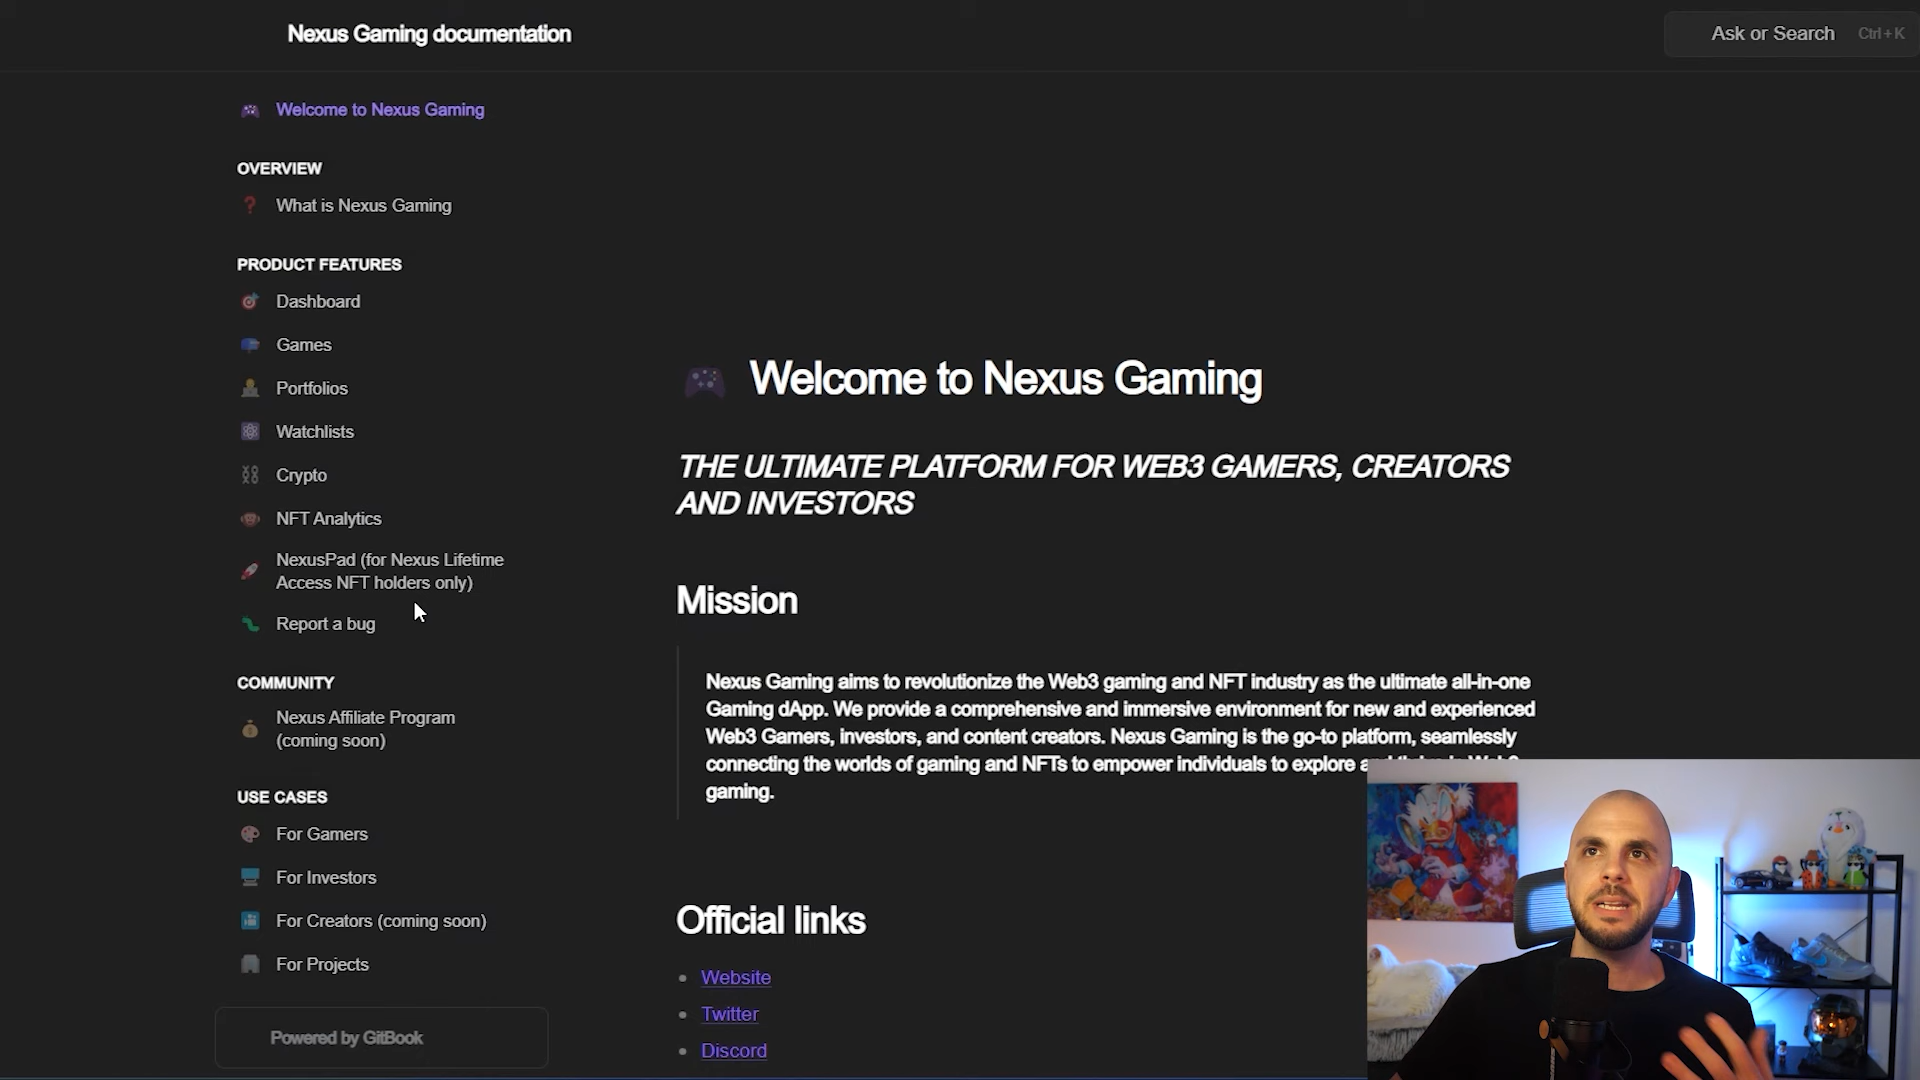 Nexus Gaming documentation
Ask or Search Ctrl + K
Welcome to Nexus Gaming
OVERVIEW
What is Nexus Gaming
PRODUCT FEATURES
Dashboard
Games
Portfolios
Watchlists
Crypto
NFT Analytics
NexusPad (for Nexus Lifetime
Access NFT holders only)
Report a bug
COMMUNITY
Nexus Affiliate Program
(coming soon)
USE CASES
For Gamers
For Investors
For Creators (coming soon)
For Projects
Powered by GitBook
Welcome to Nexus Gaming
THE ULTIMATE PLATFORM FOR WEB3 GAMERS, CREATORS
AND INVESTORS
Mission
Nexus Gaming aims to revolutionize the Web3 gaming and NFT industry as the ultimate all-in-one
Gaming dApp. We provide a comprehensive and immersive environment for new and experienced
Web3 Gamers, investors, and content creators. Nexus Gaming is the go-to platform, seamlessly
connecting the worlds of gaming and NFTs to empower individuals to explore
gaming.
Official links
Website
Twitter
Discord